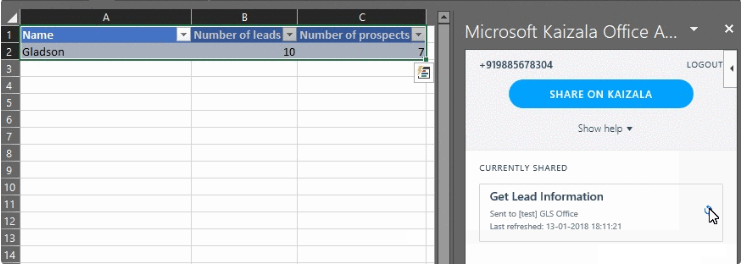 A B C
1 Name Number of leads Number of prospects
2 Gladson 10 7
3
4
5
6
7
8
9
10
11
12
13
14
Microsoft Kaizala Office A...
+919885678304 LOGOUT
SHARE ON KAIZALA
Show help
CURRENTLY SHARED
Get Lead Information
Sent to [test] GLS Office
Last refreshed: 13-01-2018 18:11:21